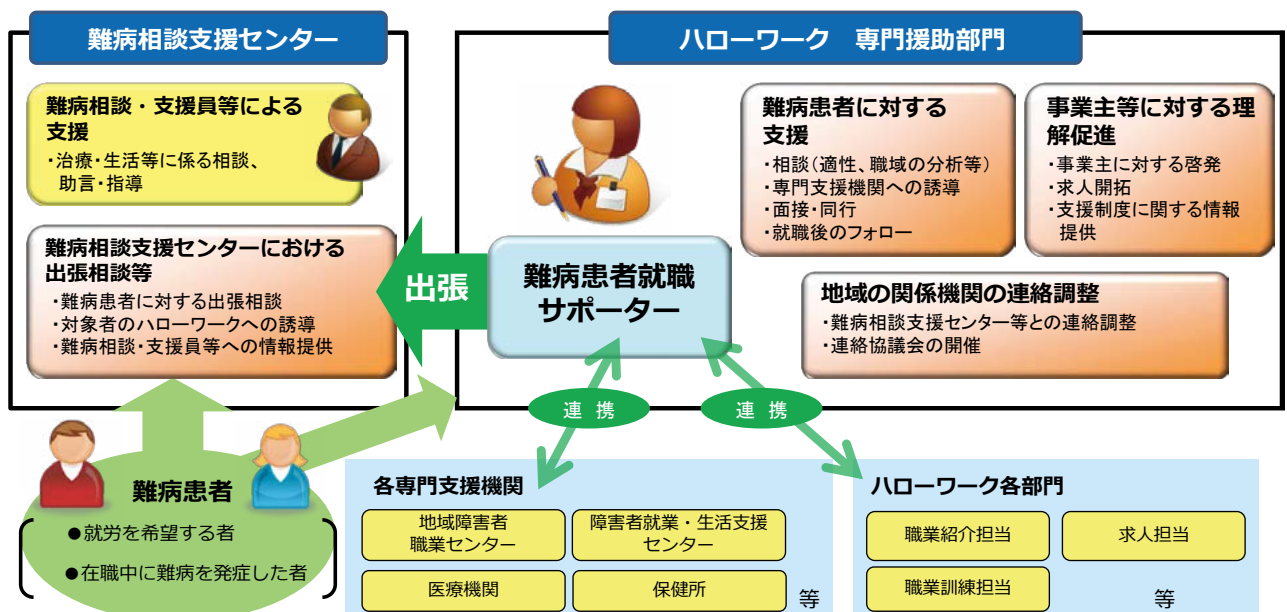 難病相談支援センター
難病相談・支援員等による
支援
・治療・生活等に係る相談、
助言・指導
難病相談支援センターにおける
出張相談等
・難病患者に対する出張相談
・対象者のハローワークへの誘導
・難病相談・支援員等への情報提供
ハローワーク　専門援助部門
出張
難病患者就職
サポーター
難病患者に対する
支援
・相談（適性、職域の分析等）
・専門支援機関への誘導
・面接・同行
・就職後のフォロー
事業主等に対する理
解促進
・事業主に対する啓発
・求人開拓
・支援制度に関する情報
提供
地域の関係機関の連絡調整
・難病相談支援センター等との連絡調整
・連絡協議会の開催
連 携
連 携
難病患者
●就労を希望する者
●在職中に難病を発症した者
各専門支援機関
地域障害者
職業センター
障害者就業・生活支援
センター
医療機関
保健所
等
ハローワーク各部門
職業紹介担当
求人担当
職業訓練担当
等